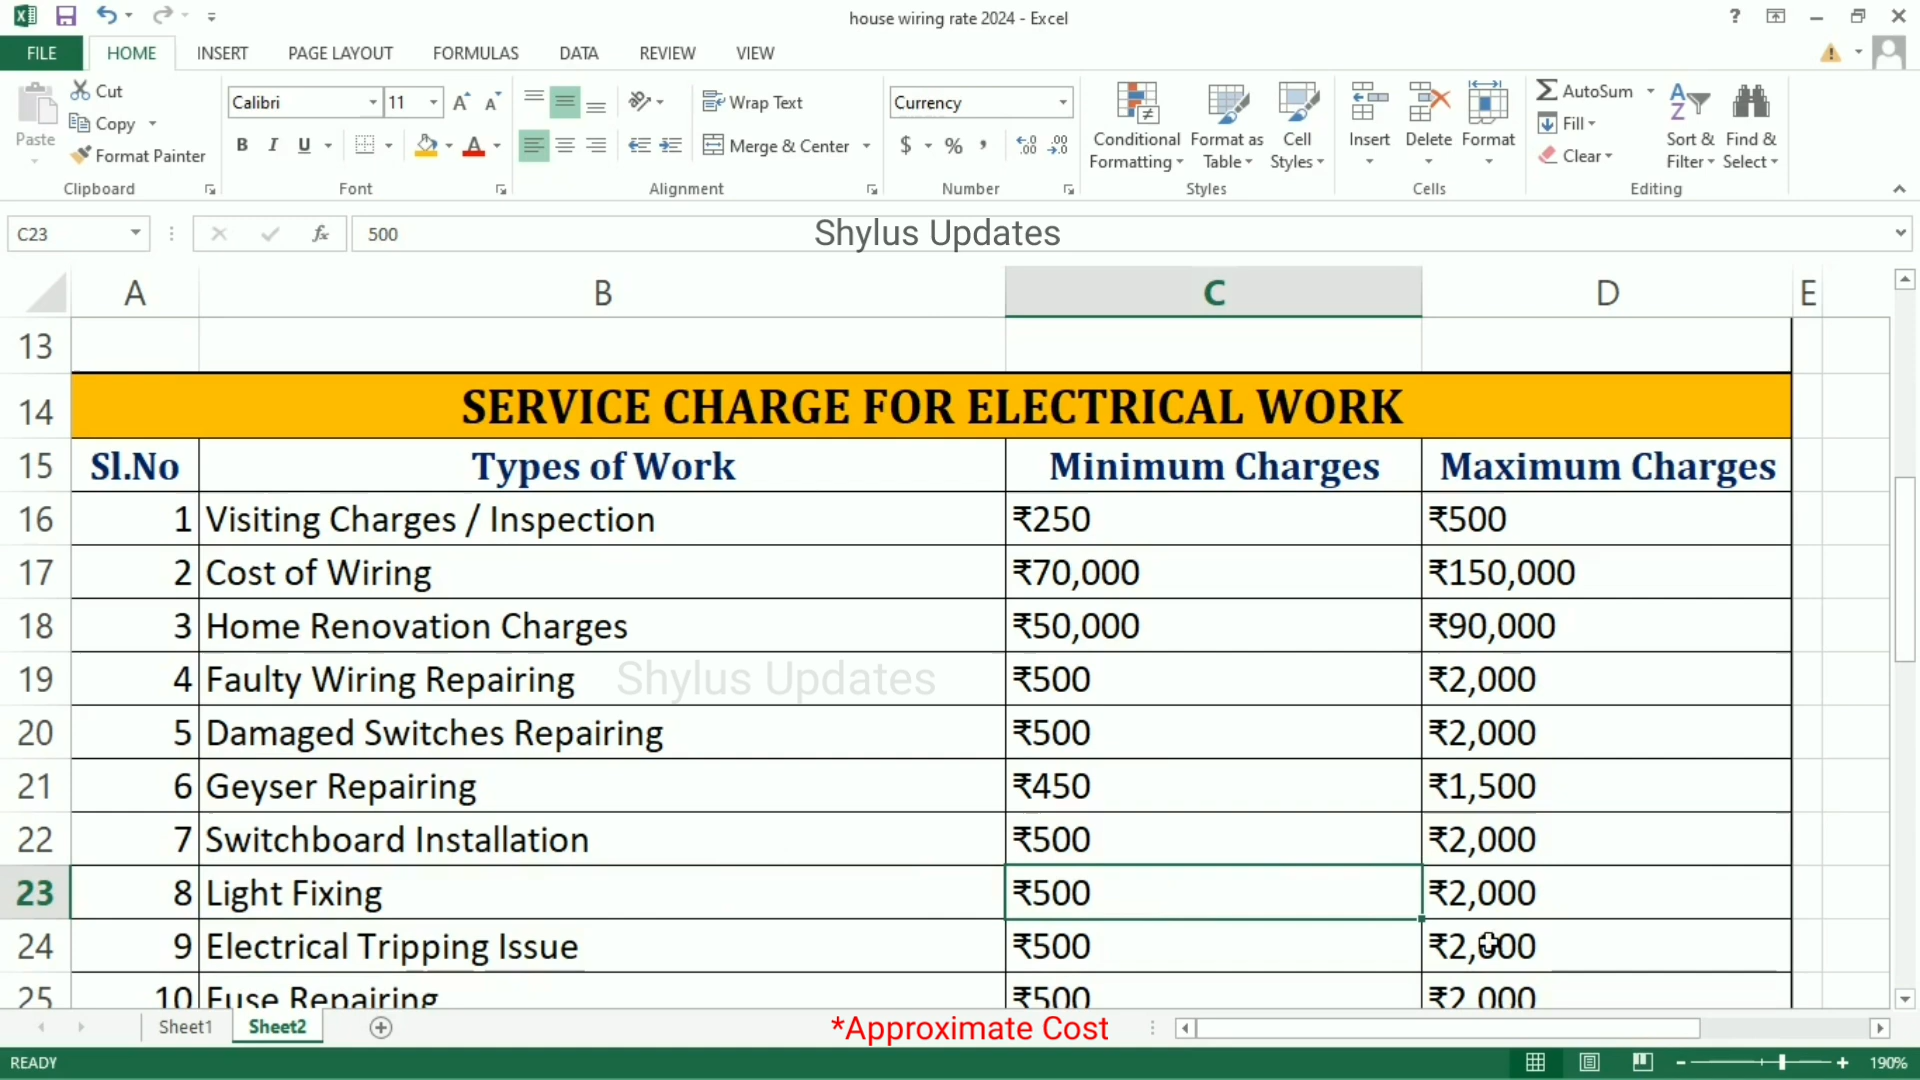 house wiring rate 2024 - Excel
?
FILE HOME INSERT PAGE LAYOUT FORMULAS DATA REVIEW VIEW
Paste
Cut
Copy
Format Painter
Clipboard
Calibri 11
B I U
Font
Wrap Text
Merge & Center
Alignment
Currency
$ % ,
Number
Conditional Formatting
Format as Table
Cell Styles
Styles
Insert
Delete
Format
Cells
AutoSum
Fill
Clear
Sort & Filter
Find & Select
Editing
C23 fx 500 Shylus Updates
A B C D E
13
14 SERVICE CHARGE FOR ELECTRICAL WORK
15 Sl.No Types of Work Minimum Charges Maximum Charges
16 1 Visiting Charges / Inspection ₹250 ₹500
17 2 Cost of Wiring ₹70,000 ₹150,000
18 3 Home Renovation Charges ₹50,000 ₹90,000
19 4 Faulty Wiring Repairing Shylus Updates ₹500 ₹2,000
20 5 Damaged Switches Repairing ₹500 ₹2,000
21 6 Geyser Repairing ₹450 ₹1,500
22 7 Switchboard Installation ₹500 ₹2,000
23 8 Light Fixing ₹500 ₹2,000
24 9 Electrical Tripping Issue ₹500 ₹2,000
25 10 Fuse Repairing ₹500 ₹2,000
Sheet1 Sheet2 *Approximate Cost
READY 190%